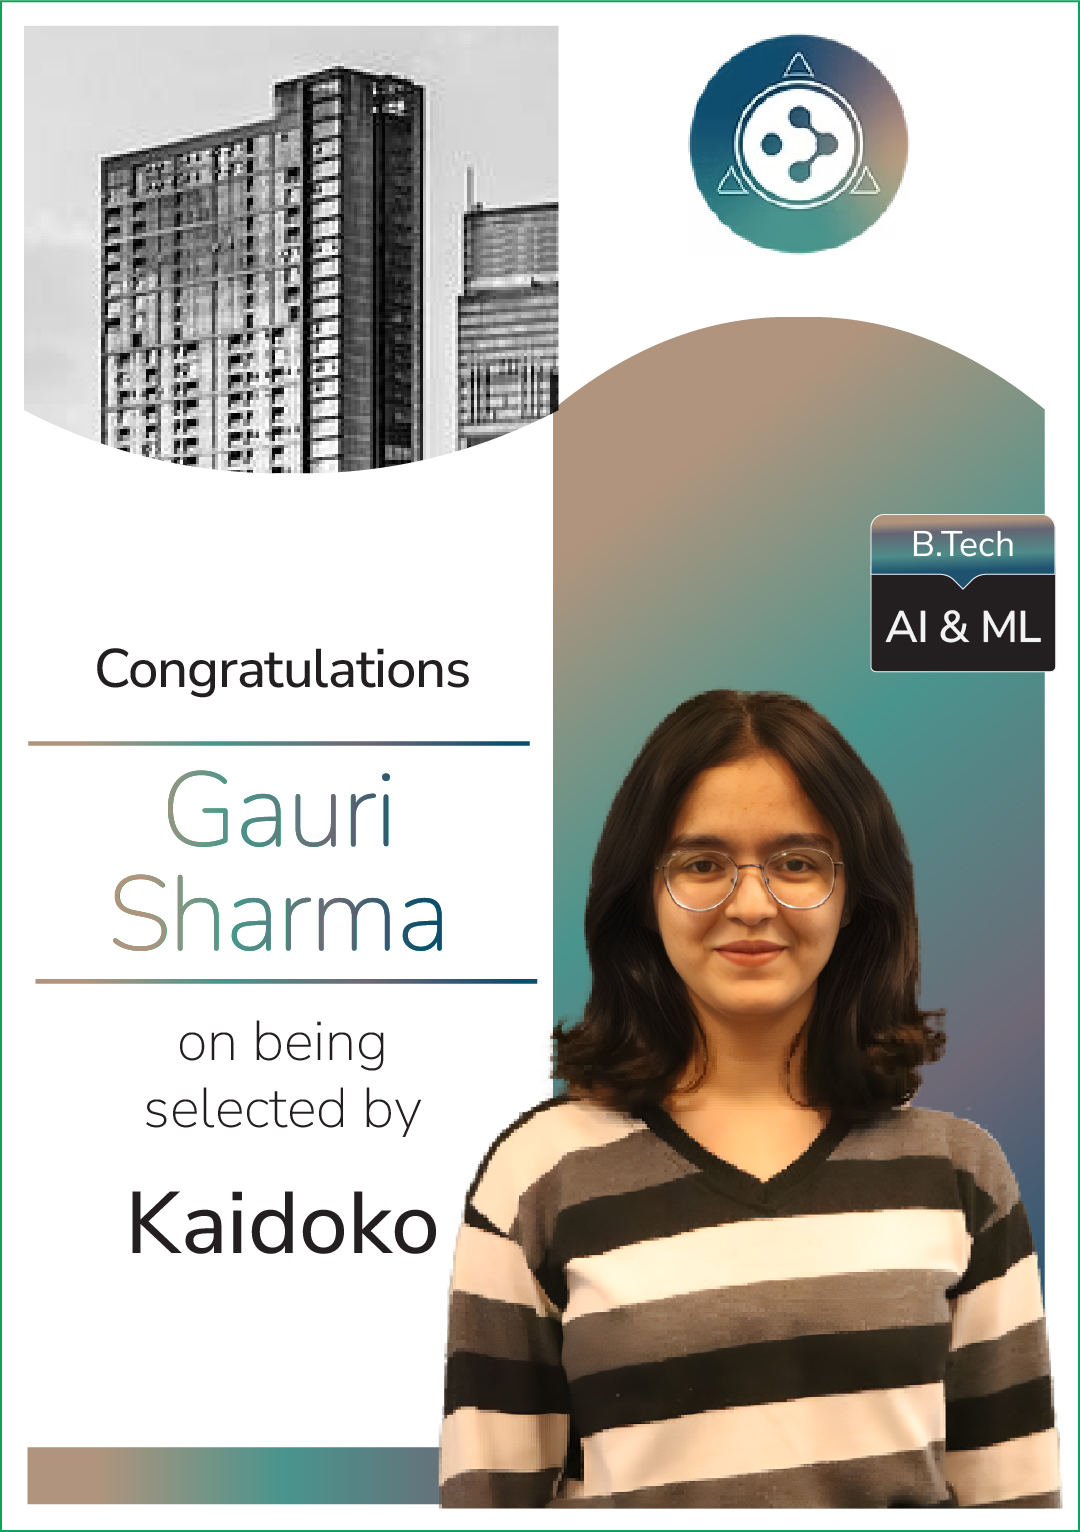 B.Tech
AI & ML
Congratulations
Gauri
Sharma
on being
selected by
Kaidoko